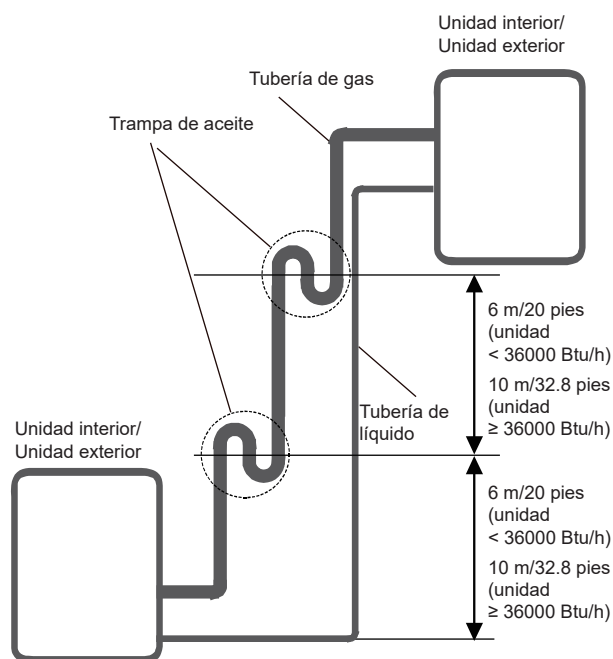 Unidad interior/
Unidad exterior
Tubería de gas
Trampa de aceite
6 m/20 pies
(unidad
< 36000 Btu/h)
10 m/32.8 pies
(unidad
≥ 36000 Btu/h)
Tubería de
líquido
Unidad interior/
Unidad exterior
6 m/20 pies
(unidad
< 36000 Btu/h)
10 m/32.8 pies
(unidad
≥ 36000 Btu/h)